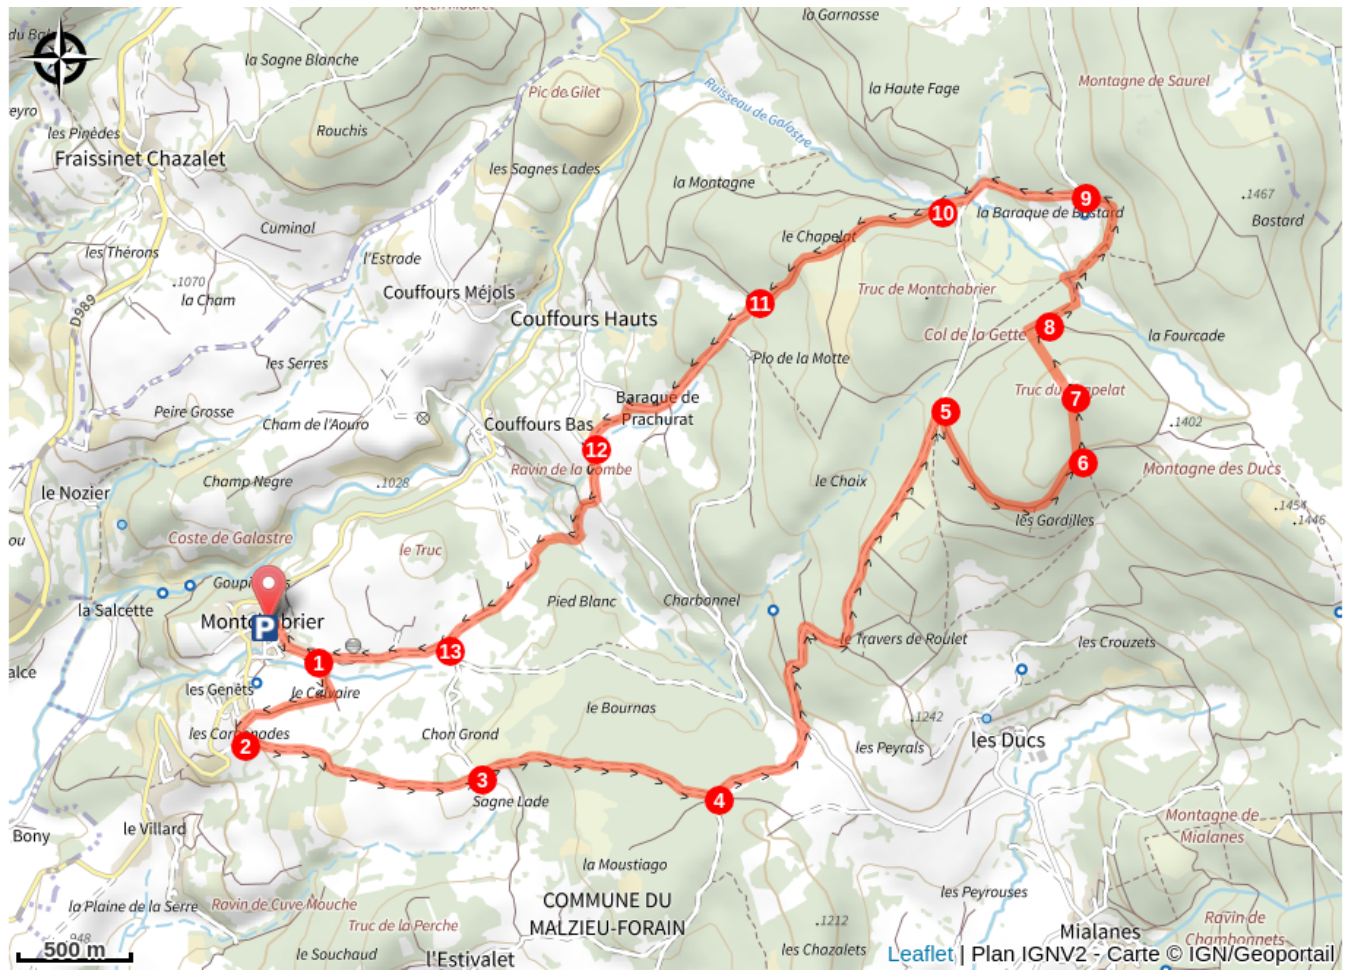 la Garnasse
la Sagne Blanche
Pic de Gilet
Ruisseau de Galastre
la Haute Fage
Montagne de Saurel
les Pinèdes
Rouchis
Fraissinet Chazalet
les Sagnes Lades
la Montagne
9
.1467
Bastard
10
la Baraque de Bastard
Cuminal
les Thérons
l'Estrade
le Chapelat
.1070
la Cham
Couffours Méjols
Truc de Montchabrier
11
D989
Couffours Hauts
8
Col de la Gette
la Fourcade
les Serres
Plo de la Motte
Truc du Chapelat
7
Peire Grosse
Cham de l'Aouro
Baraque de
Prachurat
5
Couffours Bas
12
.1402
Ravin de la Combe
6
Montagne des Ducs
Champ Nègre
.1028
le Chaix
le Nozier
.1454
.1446
les Gardilles
ou
Coste de Galastre
le Truc
la Salcette
Pied Blanc
Charbonnel
P
Montchabrier
le Travers de Roulet
les Crouzets
13
1
alce
les Genêts
le Calvaire
le Bournas
.1242
les Carbonades
2
Chon Grond
les Peyrals
les Ducs
3
Sagne Lade
4
Montagne de
Mialanes
le Villard
Bony
la Moustiago
les Peyrouses
la Plaine de la Serre
Ravin de Cuve Mouche
COMMUNE DU
MALZIEU-FORAIN
Truc de la Perche
.1212
Ravin de
Chambonnets
Mialanes
948
500 m
le Souchaud
l'Estivalet
les Chazalets
Leaflet | Plan IGNV2 - Carte © IGN/Geoportail